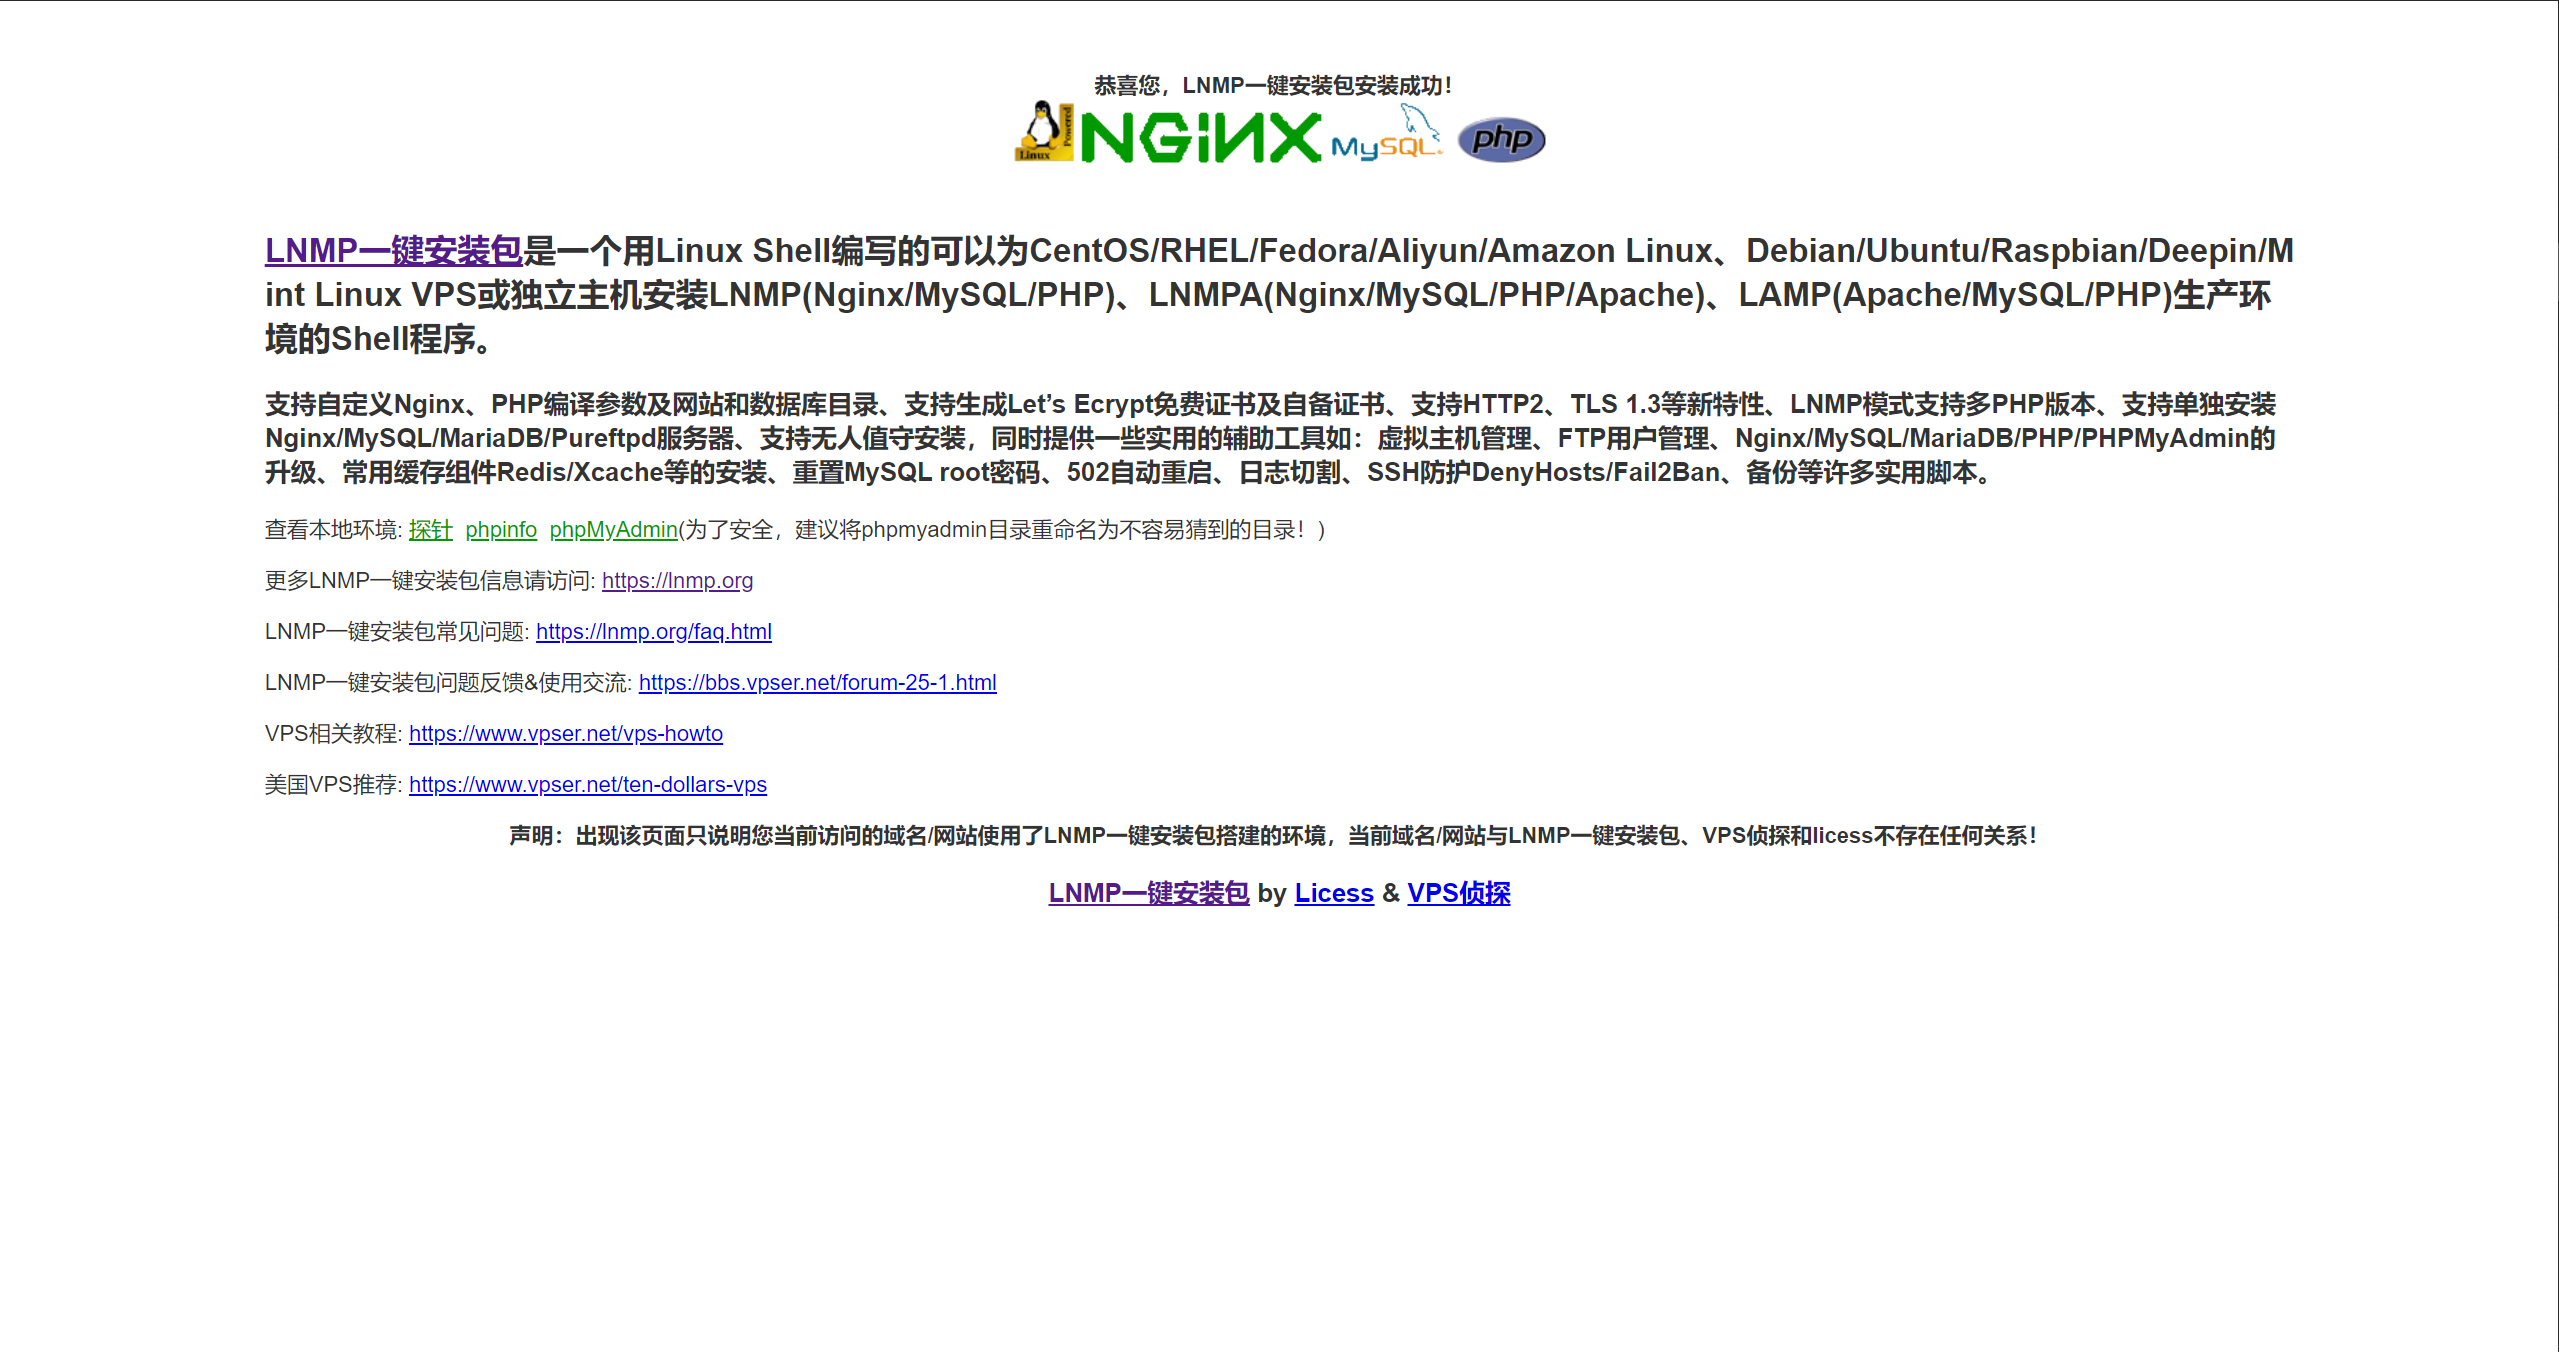 恭喜您，LNMP一键安装包安装成功！
Linux Powered NGiNX MySQL php
LNMP一键安装包是一个用Linux Shell编写的可以为CentOS/RHEL/Fedora/Aliyun/Amazon Linux、Debian/Ubuntu/Raspbian/Deepin/M
int Linux VPS或独立主机安装LNMP(Nginx/MySQL/PHP)、LNMPA(Nginx/MySQL/PHP/Apache)、LAMP(Apache/MySQL/PHP)生产环
境的Shell程序。
支持自定义Nginx、PHP编译参数及网站和数据库目录、支持生成Let’s Ecrypt免费证书及自备证书、支持HTTP2、TLS 1.3等新特性、LNMP模式支持多PHP版本、支持单独安装
Nginx/MySQL/MariaDB/Pureftpd服务器、支持无人值守安装，同时提供一些实用的辅助工具如：虚拟主机管理、FTP用户管理、Nginx/MySQL/MariaDB/PHP/PHPMyAdmin的
升级、常用缓存组件Redis/Xcache等的安装、重置MySQL root密码、502自动重启、日志切割、SSH防护DenyHosts/Fail2Ban、备份等许多实用脚本。
查看本地环境: 探针 phpinfo phpMyAdmin(为了安全，建议将phpmyadmin目录重命名为不容易猜到的目录！)
更多LNMP一键安装包信息请访问: https://lnmp.org
LNMP一键安装包常见问题: https://lnmp.org/faq.html
LNMP一键安装包问题反馈&使用交流: https://bbs.vpser.net/forum-25-1.html
VPS相关教程: https://www.vpser.net/vps-howto
美国VPS推荐: https://www.vpser.net/ten-dollars-vps
声明：出现该页面只说明您当前访问的域名/网站使用了LNMP一键安装包搭建的环境，当前域名/网站与LNMP一键安装包、VPS侦探和licess不存在任何关系！
LNMP一键安装包 by Licess & VPS侦探